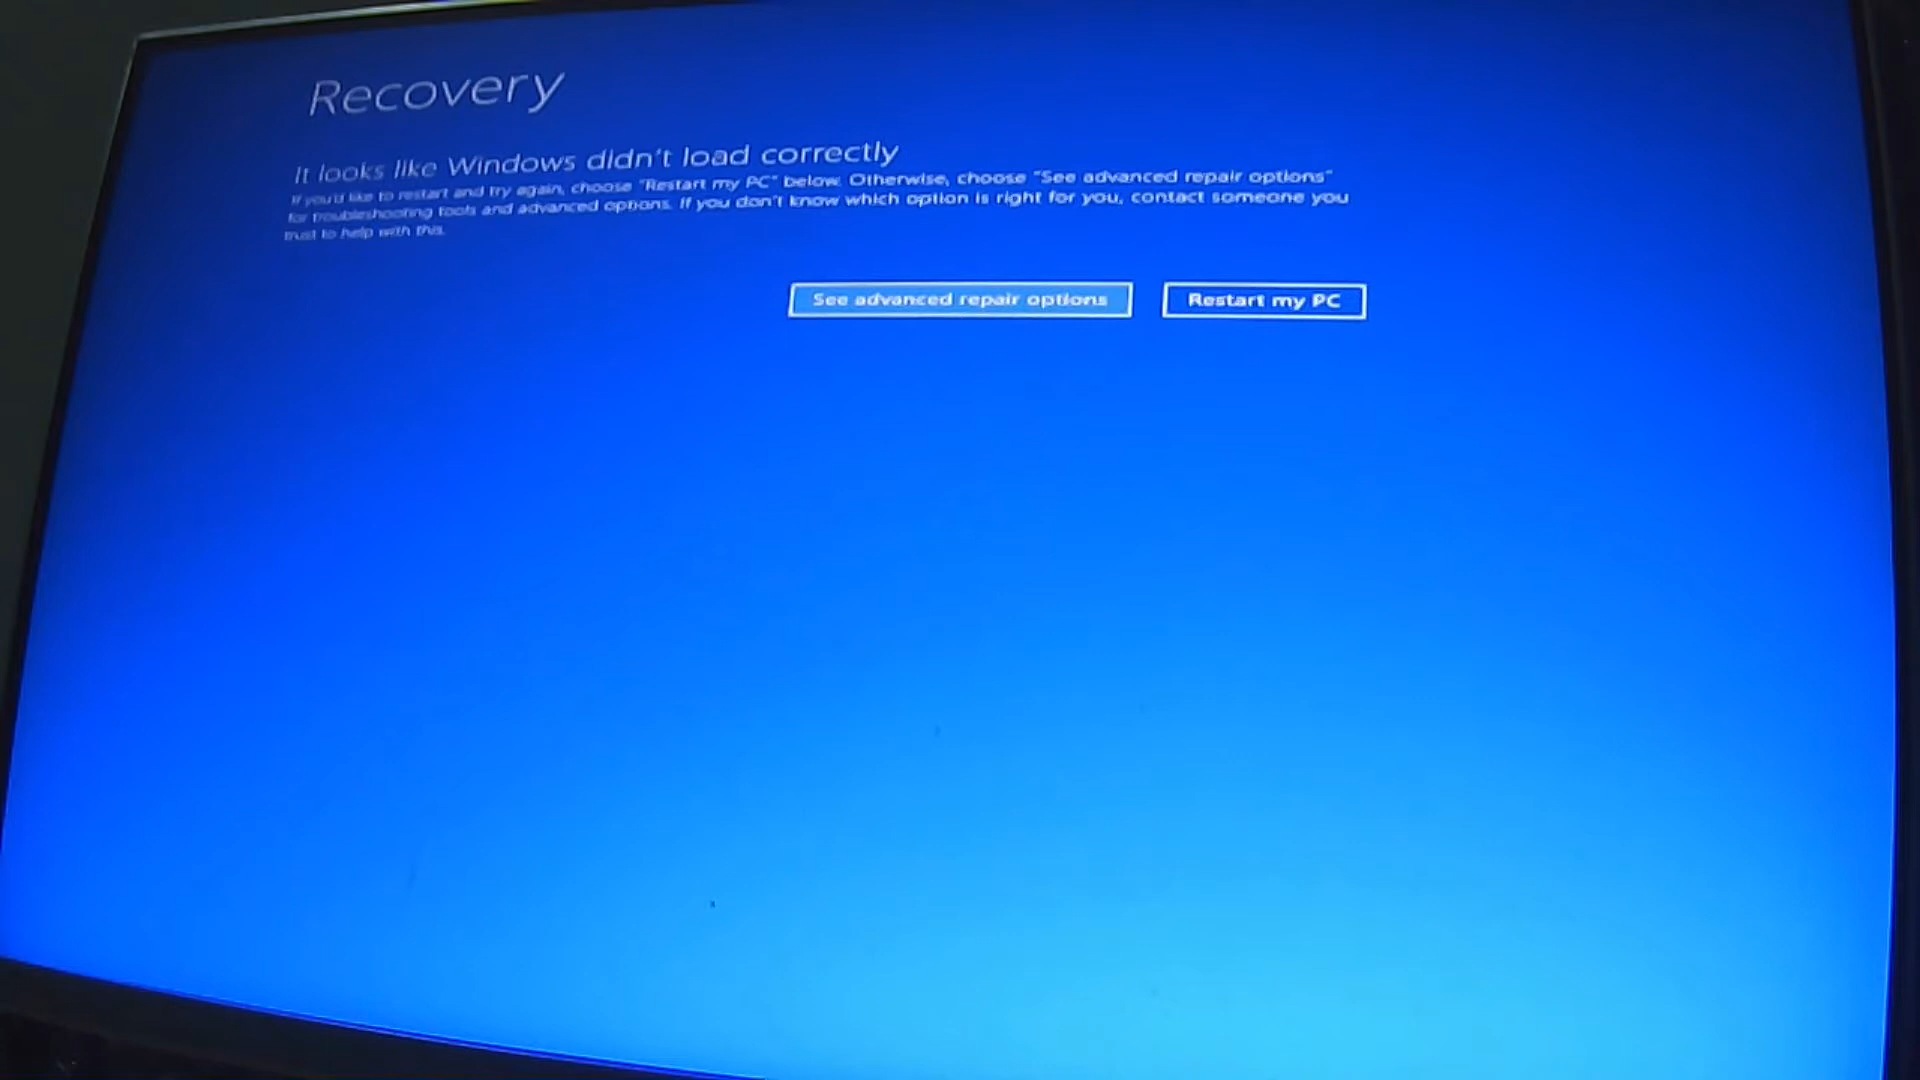 Recovery
It looks like Windows didn't load correctly
If you'd like to restart and try again, choose "Restart my PC" below. Otherwise, choose "See advanced repair options"
for troubleshooting tools and advanced options. If you don't know which option is right for you, contact someone you
trust to help with this.
See advanced repair options
Restart my PC